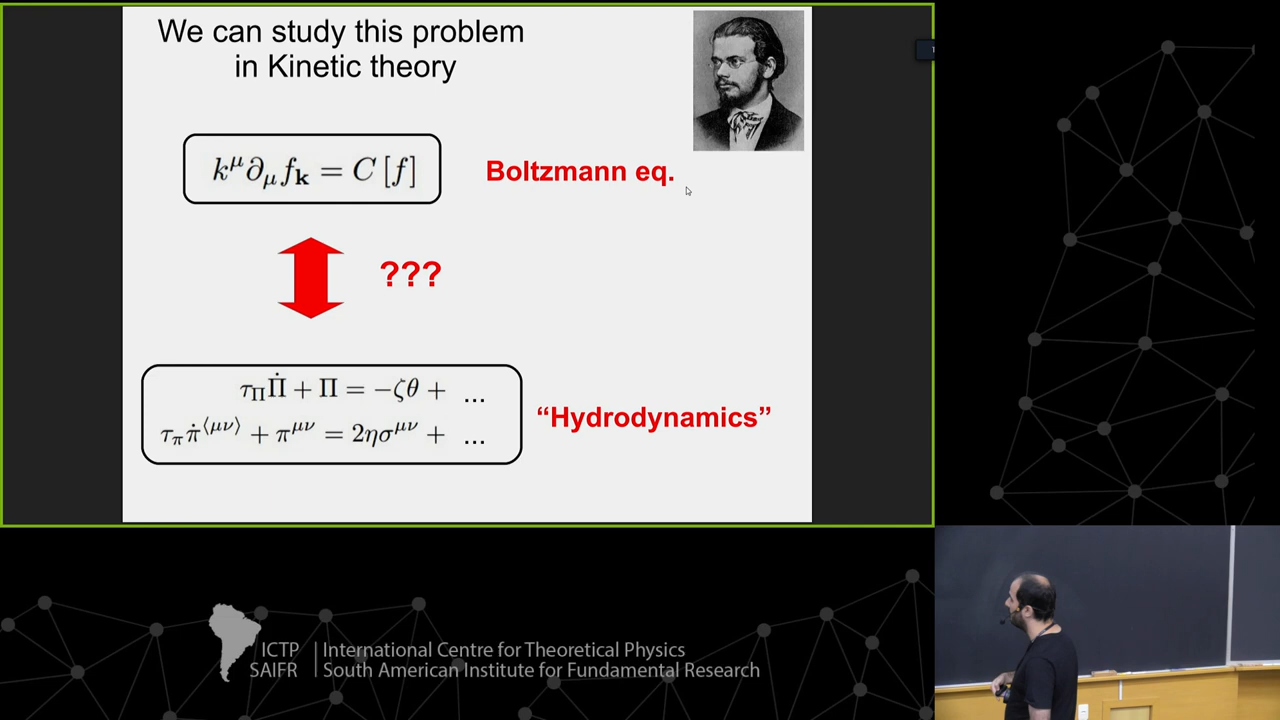 We can study this problem
in Kinetic theory
k^μ ∂_μ f_𝐤 = C [f]
Boltzmann eq.
???
τ_Π Π̇ + Π = −ζθ + ...
τ_π π̇^⟨μν⟩ + π^μν = 2ησ^μν + ...
“Hydrodynamics”
ICTP
SAIFR
International Centre for Theoretical Physics
South American Institute for Fundamental Research